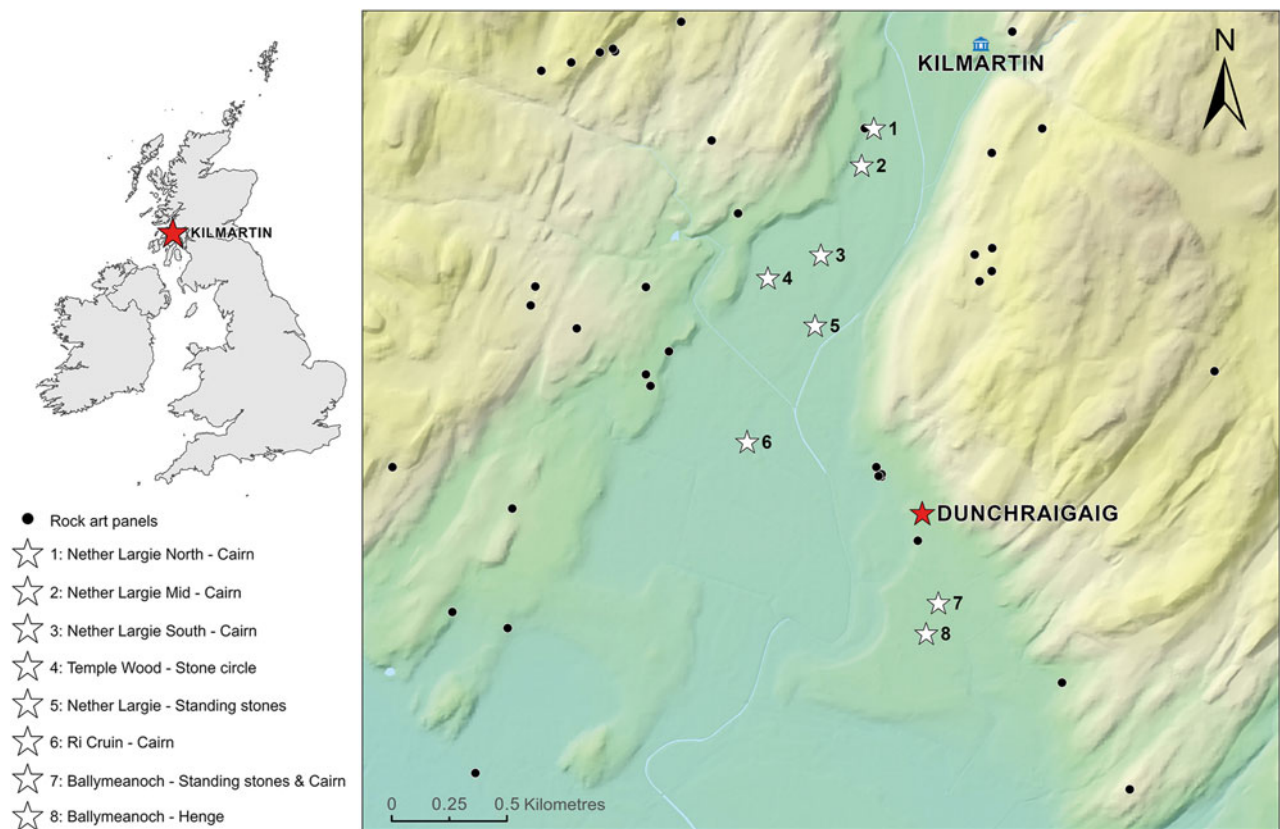 KILMARTIN
Rock art panels
1: Nether Largie North - Cairn
2: Nether Largie Mid - Cairn
3: Nether Largie South - Cairn
4: Temple Wood - Stone circle
5: Nether Largie - Standing stones
6: Ri Cruin - Cairn
7: Ballymeanoch - Standing stones & Cairn
8: Ballymeanoch - Henge
KILMARTIN
N
1
2
3
4
5
6
DUNCHRAIGAIG
7
8
0 0.25 0.5 Kilometres